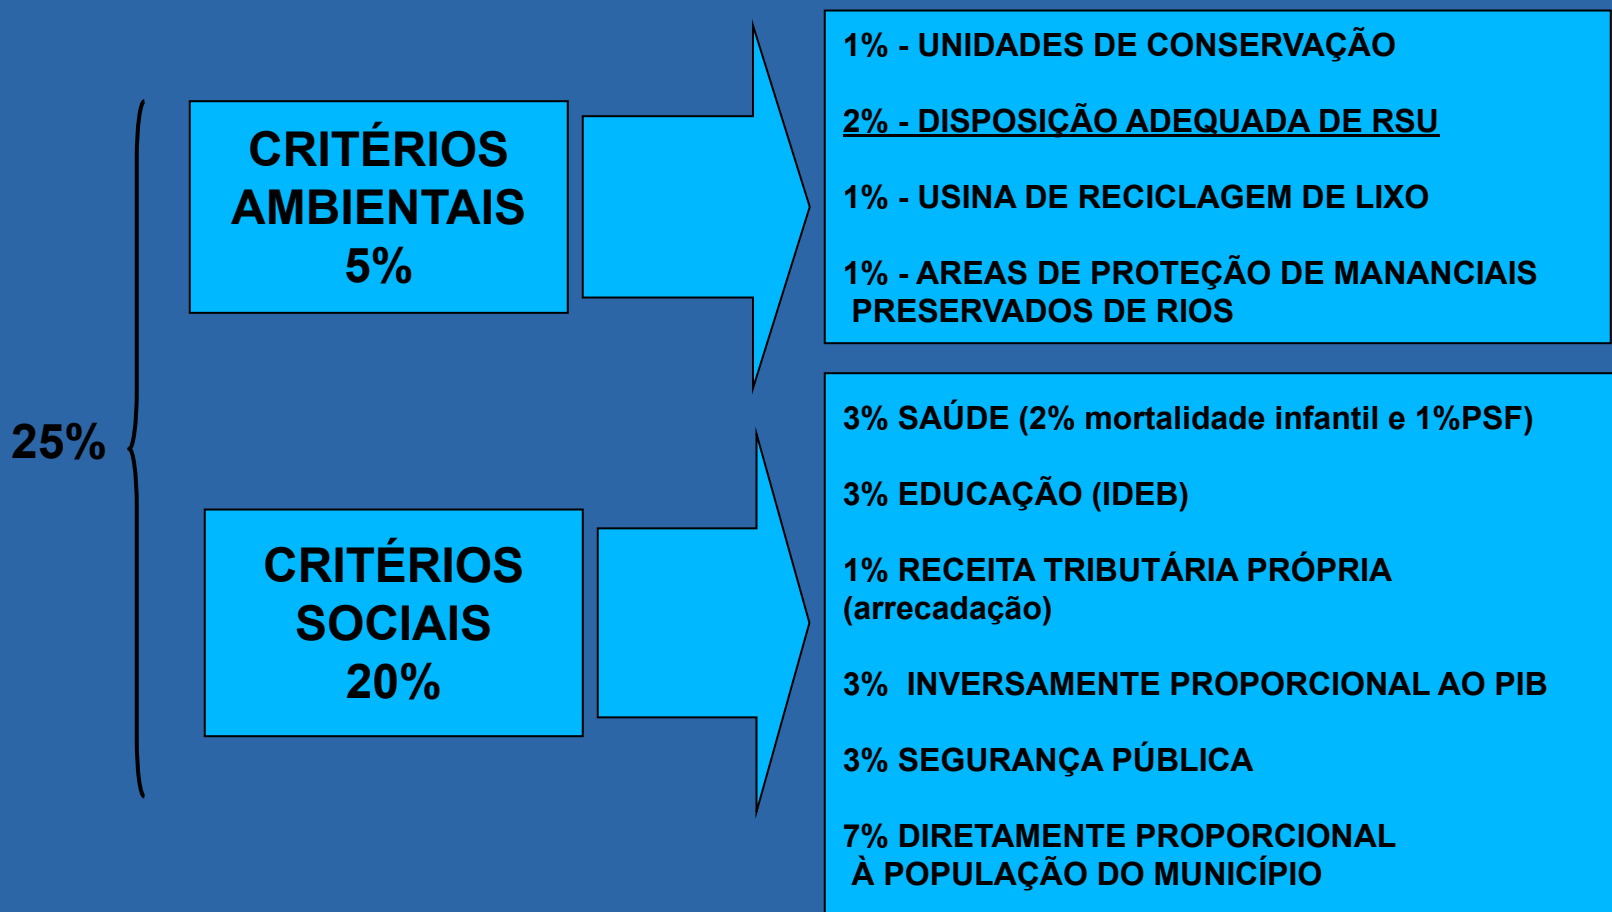 25%
CRITÉRIOS
AMBIENTAIS
5%
1% - UNIDADES DE CONSERVAÇÃO
2% - DISPOSIÇÃO ADEQUADA DE RSU
1% - USINA DE RECICLAGEM DE LIXO
1% - AREAS DE PROTEÇÃO DE MANANCIAIS
PRESERVADOS DE RIOS
CRITÉRIOS
SOCIAIS
20%
3% SAÚDE (2% mortalidade infantil e 1%PSF)
3% EDUCAÇÃO (IDEB)
1% RECEITA TRIBUTÁRIA PRÓPRIA
(arrecadação)
3% INVERSAMENTE PROPORCIONAL AO PIB
3% SEGURANÇA PÚBLICA
7% DIRETAMENTE PROPORCIONAL
À POPULAÇÃO DO MUNICÍPIO